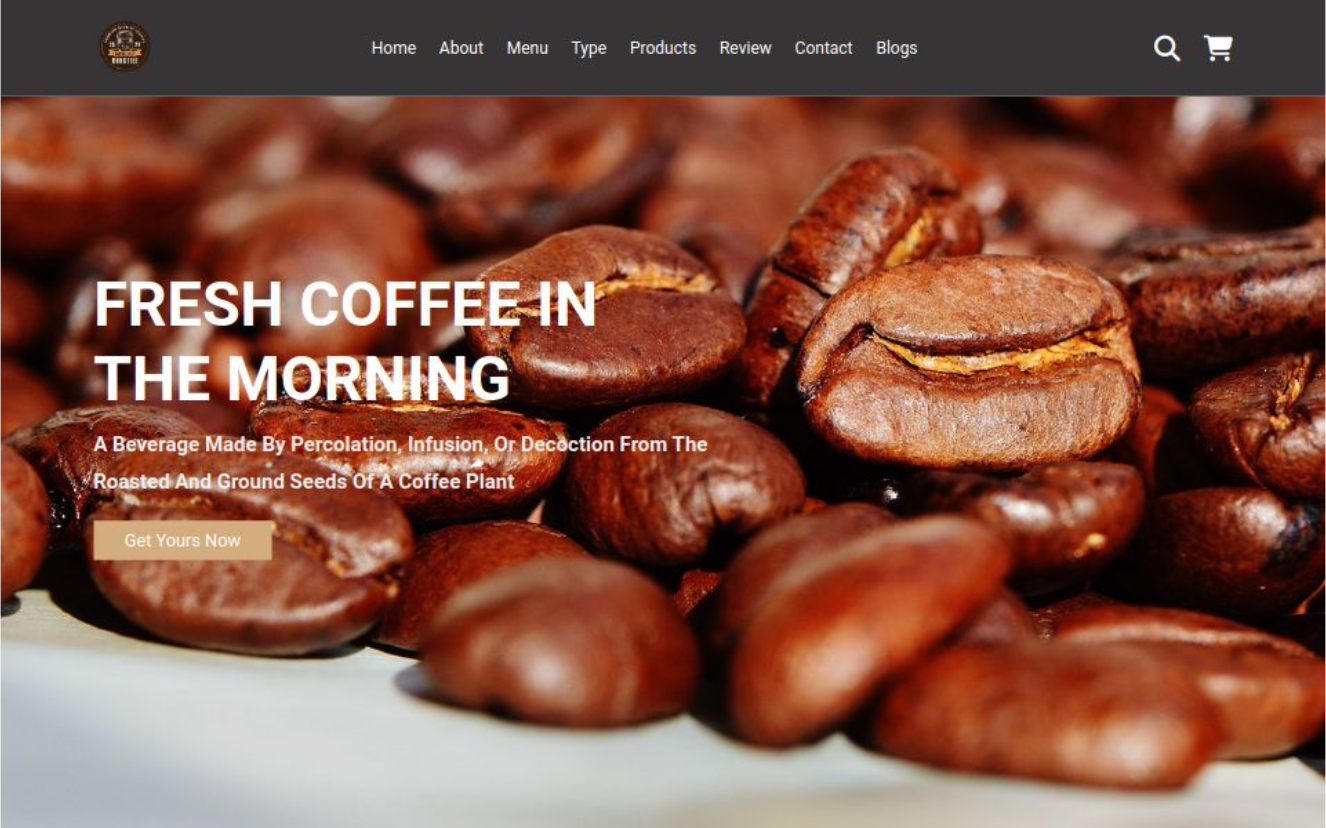 Home About Menu Type Products Review Contact Blogs
FRESH COFFEE IN
THE MORNING
A Beverage Made By Percolation, Infusion, Or Decoction From The
Roasted And Ground Seeds Of A Coffee Plant
Get Yours Now